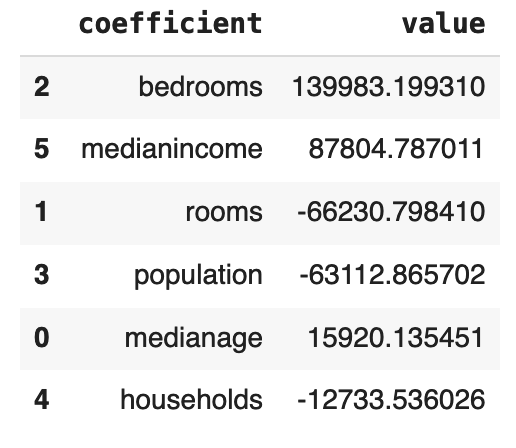 coefficient value
2 bedrooms 139983.199310
5 medianincome 87804.787011
1 rooms -66230.798410
3 population -63112.865702
0 medianage 15920.135451
4 households -12733.536026